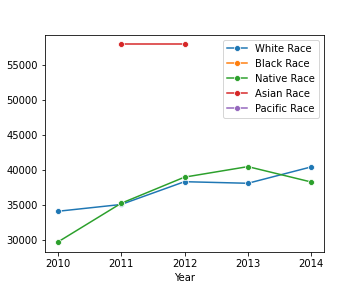 White Race
Black Race
Native Race
Asian Race
Pacific Race
55000
50000
45000
40000
35000
30000
2010 2011 2012 2013 2014
Year